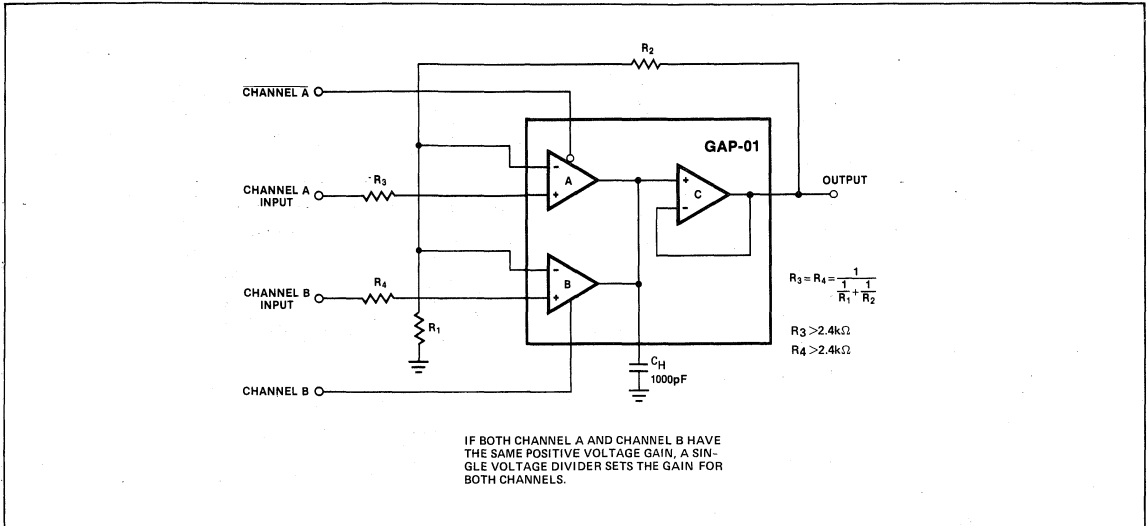 R2
CHANNEL A
GAP-01
A
C
OUTPUT
R3
CHANNEL A
INPUT
B
R4
CHANNEL B
INPUT
R3 = R4 = 1 / (1/R1 + 1/R2)
R1
R3 >2.4kΩ
R4 >2.4kΩ
CH
1000pF
CHANNEL B
IF BOTH CHANNEL A AND CHANNEL B HAVE
THE SAME POSITIVE VOLTAGE GAIN, A SIN-
GLE VOLTAGE DIVIDER SETS THE GAIN FOR
BOTH CHANNELS.